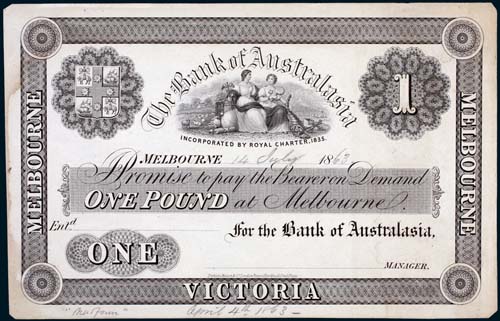 The Bank of Australasia
1
INCORPORATED BY ROYAL CHARTER, 1835.
MELBOURNE 14 July 1863
I Promise to pay the Bearer on Demand
ONE POUND at Melbourne.
Ent.d
For the Bank of Australasia,
ONE
MANAGER.
VICTORIA
MELBOURNE
MELBOURNE
April 4th 1863